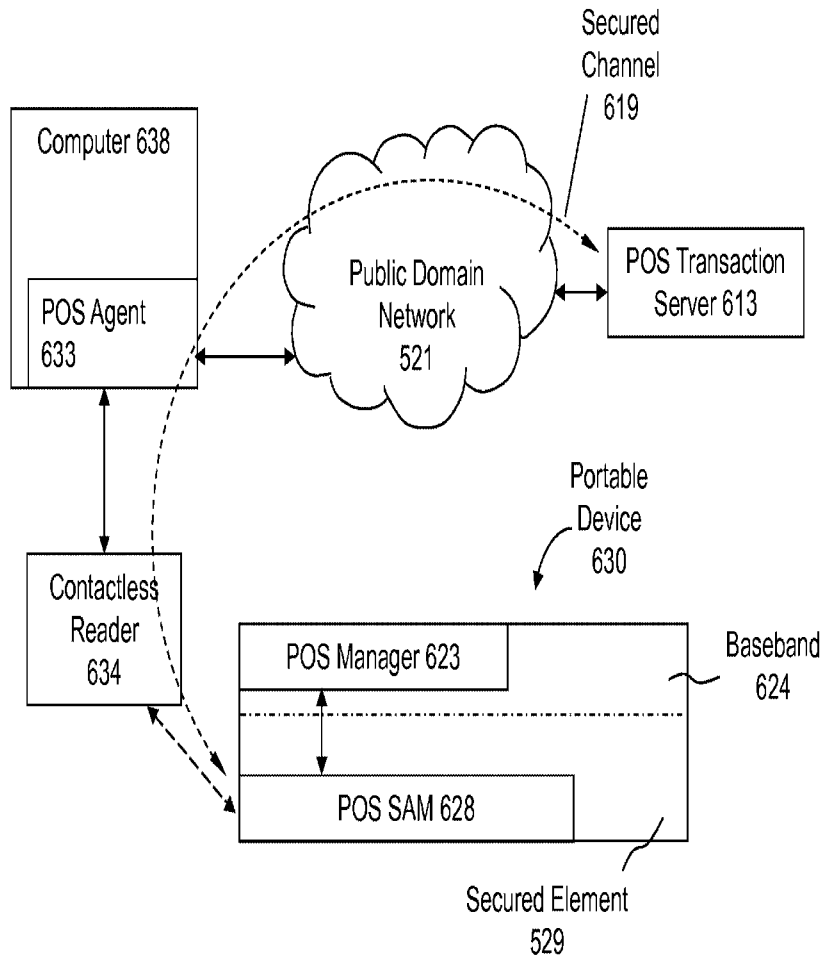 Secured
Channel
619
Computer 638
POS Agent
633
Public Domain
Network
521
POS Transaction
Server 613
Portable
Device
630
Contactless
Reader
634
POS Manager 623
Baseband
624
POS SAM 628
Secured Element
529